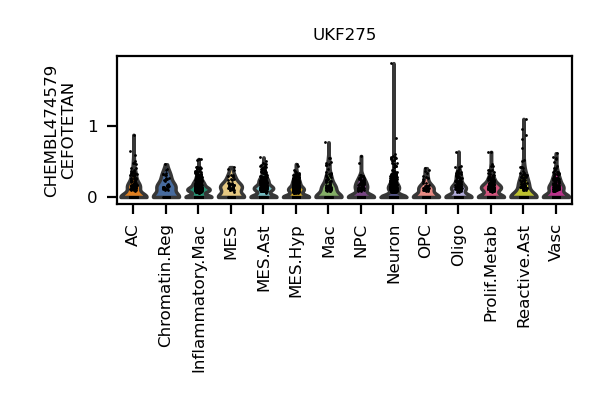 UKF275
CHEMBL474579
CEFOTETAN
1
0
AC
Chromatin.Reg
Inflammatory.Mac
MES
MES.Ast
MES.Hyp
Mac
NPC
Neuron
OPC
Oligo
Prolif.Metab
Reactive.Ast
Vasc